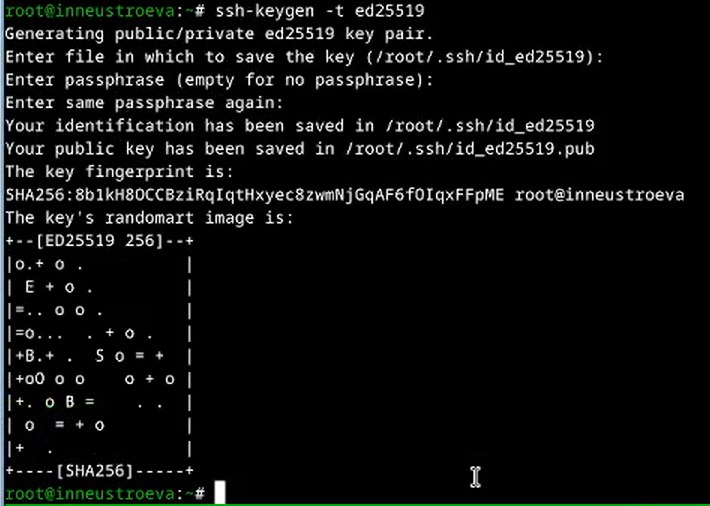 root@inneustroeva:~# ssh-keygen -t ed25519
Generating public/private ed25519 key pair.
Enter file in which to save the key (/root/.ssh/id_ed25519):
Enter passphrase (empty for no passphrase):
Enter same passphrase again:
Your identification has been saved in /root/.ssh/id_ed25519
Your public key has been saved in /root/.ssh/id_ed25519.pub
The key fingerprint is:
SHA256:8b1kH8OCCBziRqIqtHxyec8zwmNjGqAF6fOIqxFFpME root@inneustroeva
The key's randomart image is:
+--[ED25519 256]--+
|o.+ o .          |
| E + o .         |
|=.. o o .        |
|=o...  . + o .   |
|+B.+ .  S o = +  |
|+oO o o    o + o |
|+. o B =    . .  |
| o  = + o        |
|+  .             |
+----[SHA256]-----+
root@inneustroeva:~#